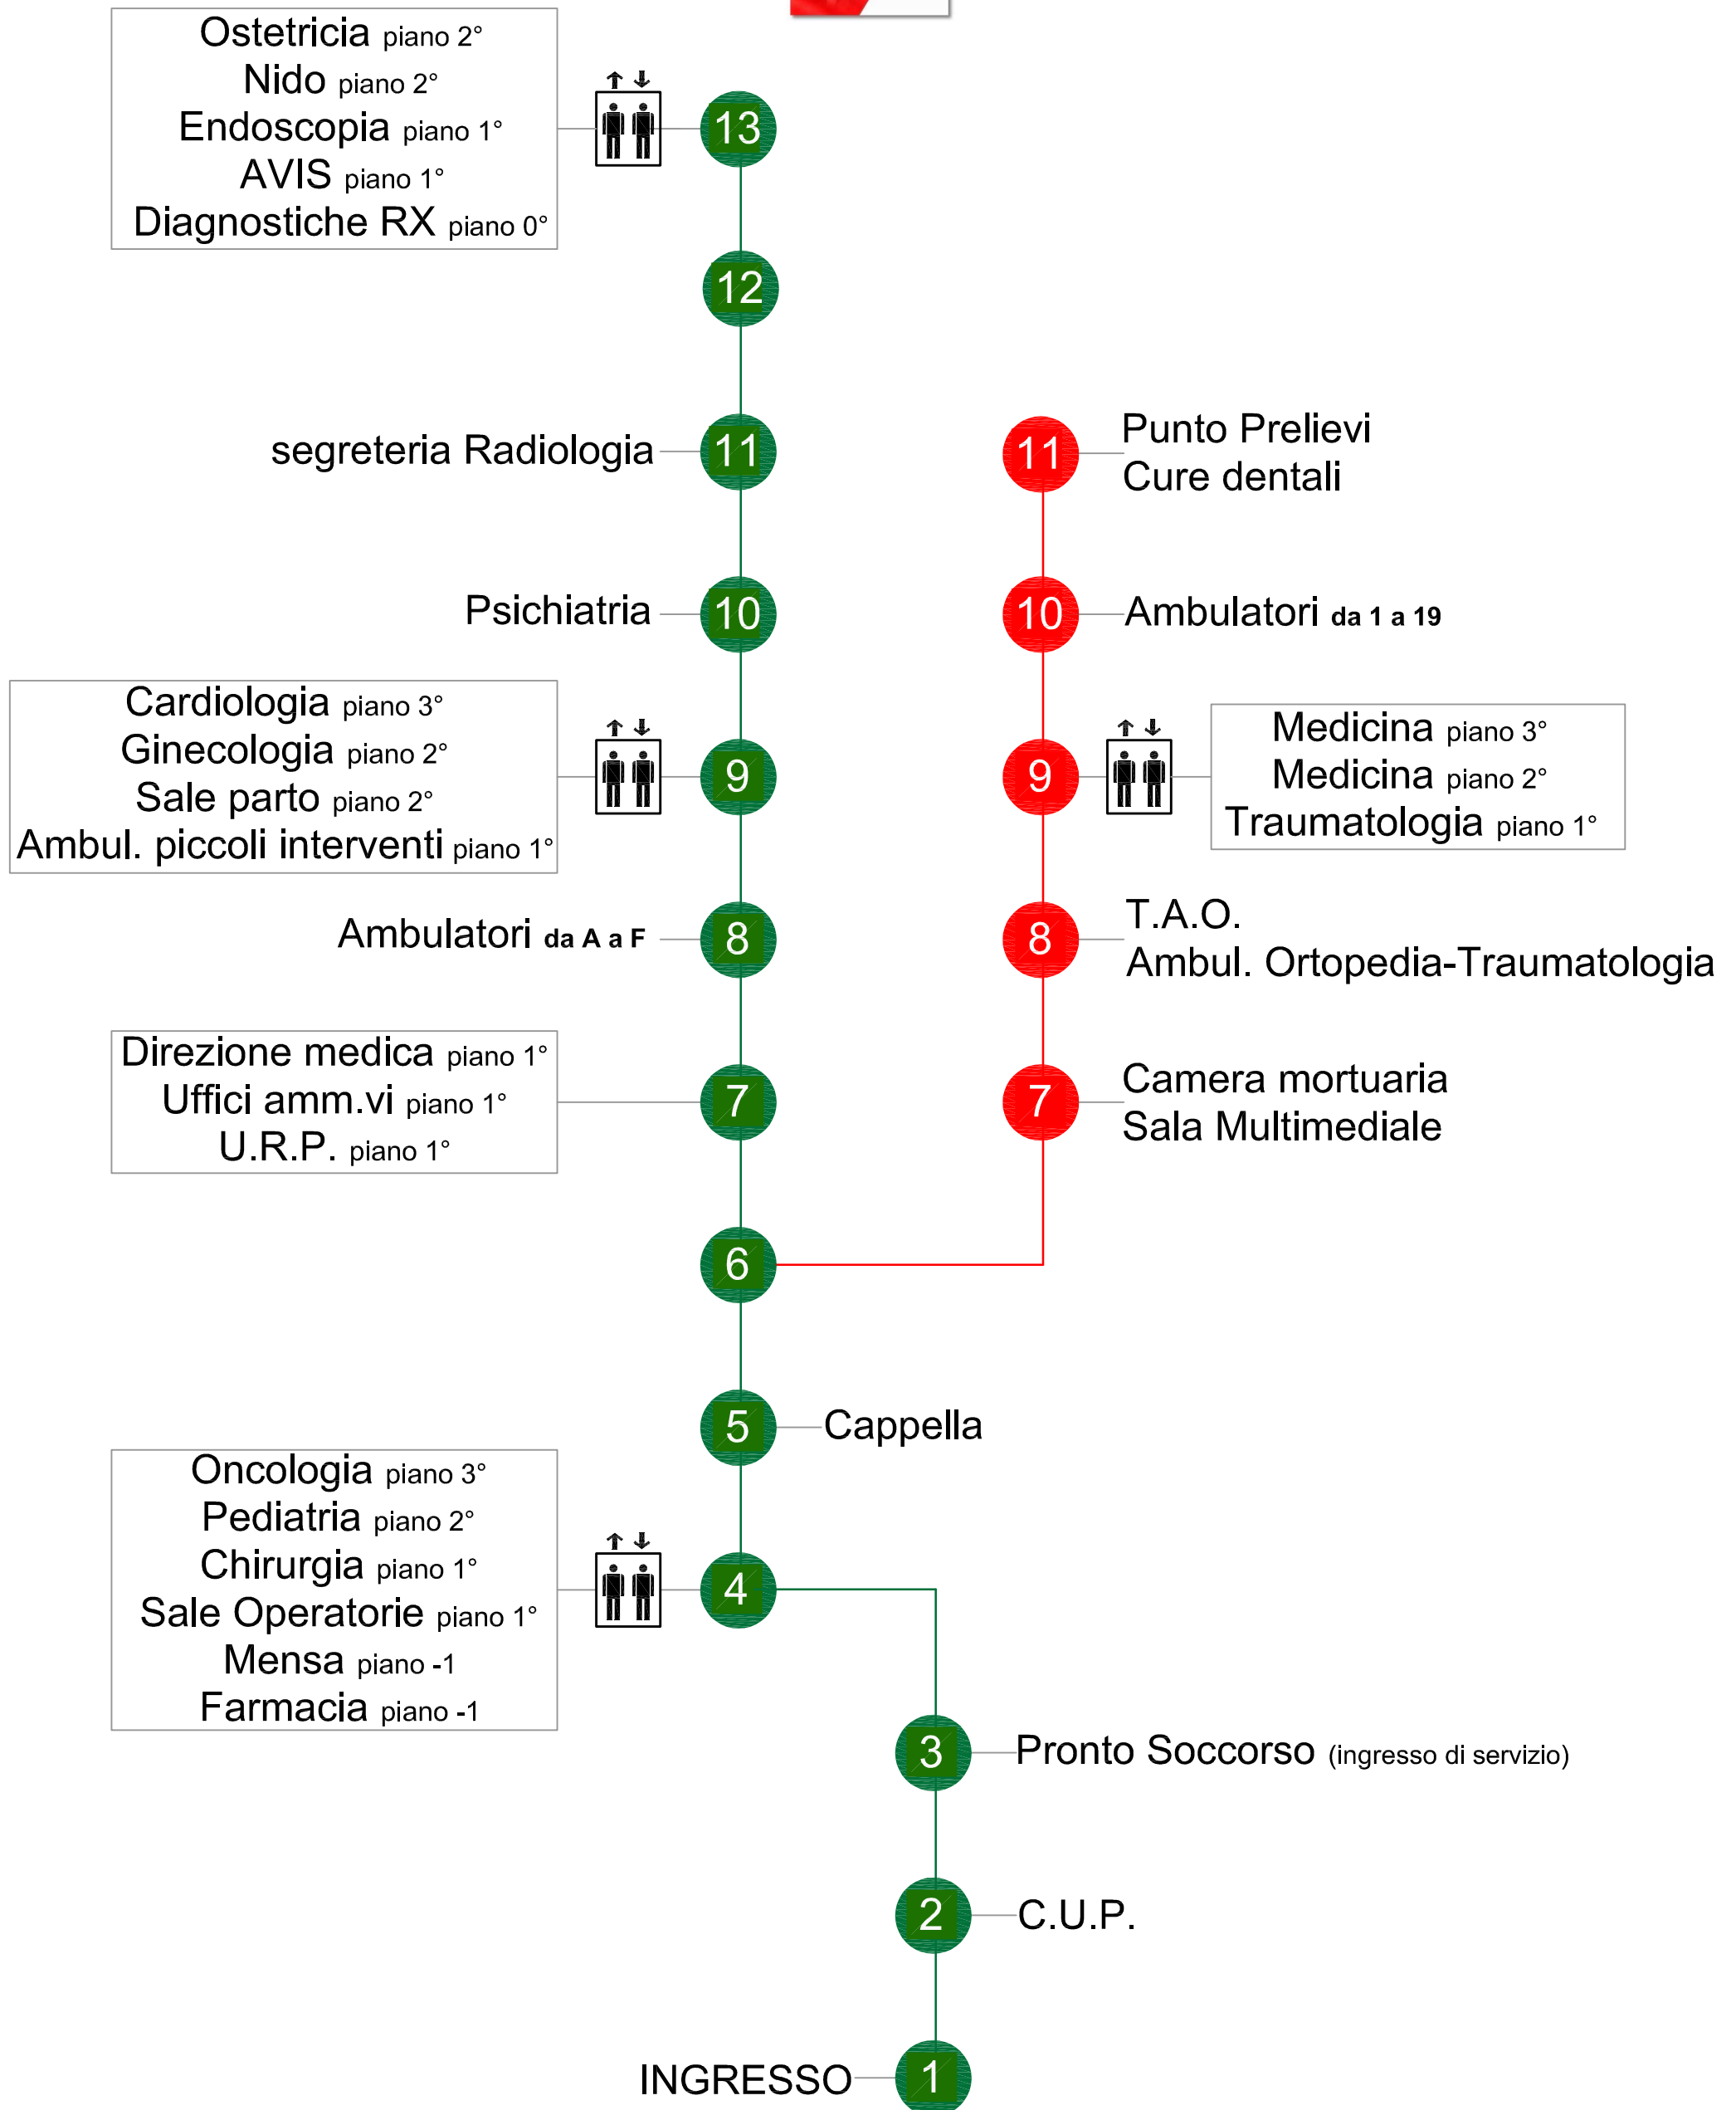 Ostetricia piano 2°
Nido piano 2°
Endoscopia piano 1°
AVIS piano 1°
Diagnostiche RX piano 0°
13
12
segreteria Radiologia
11
11
Punto Prelievi
Cure dentali
Psichiatria
10
10
Ambulatori da 1 a 19
Cardiologia piano 3°
Ginecologia piano 2°
Sale parto piano 2°
Ambul. piccoli interventi piano 1°
9
9
Medicina piano 3°
Medicina piano 2°
Traumatologia piano 1°
Ambulatori da A a F
8
8
T.A.O.
Ambul. Ortopedia-Traumatologia
Direzione medica piano 1°
Uffici amm.vi piano 1°
U.R.P. piano 1°
7
7
Camera mortuaria
Sala Multimediale
6
5
Cappella
Oncologia piano 3°
Pediatria piano 2°
Chirurgia piano 1°
Sale Operatorie piano 1°
Mensa piano -1
Farmacia piano -1
4
3
Pronto Soccorso (ingresso di servizio)
2
C.U.P.
INGRESSO
1